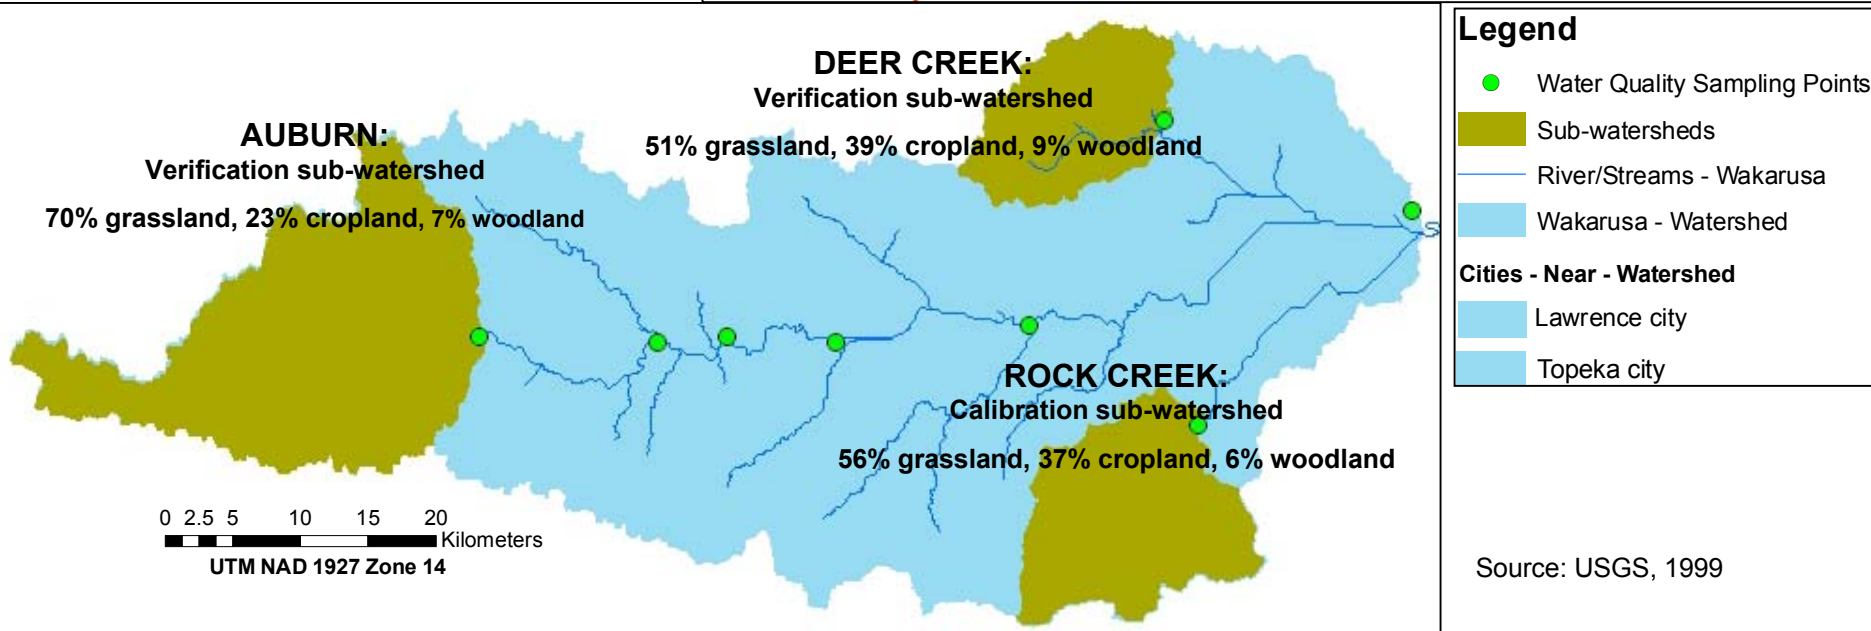 DEER CREEK:
Verification sub-watershed
51% grassland, 39% cropland, 9% woodland
AUBURN:
Verification sub-watershed
70% grassland, 23% cropland, 7% woodland
ROCK CREEK:
Calibration sub-watershed
56% grassland, 37% cropland, 6% woodland
0 2.5 5 10 15 20
Kilometers
UTM NAD 1927 Zone 14
Legend
Water Quality Sampling Points
Sub-watersheds
River/Streams - Wakarusa
Wakarusa - Watershed
Cities - Near - Watershed
Lawrence city
Topeka city
Source: USGS, 1999